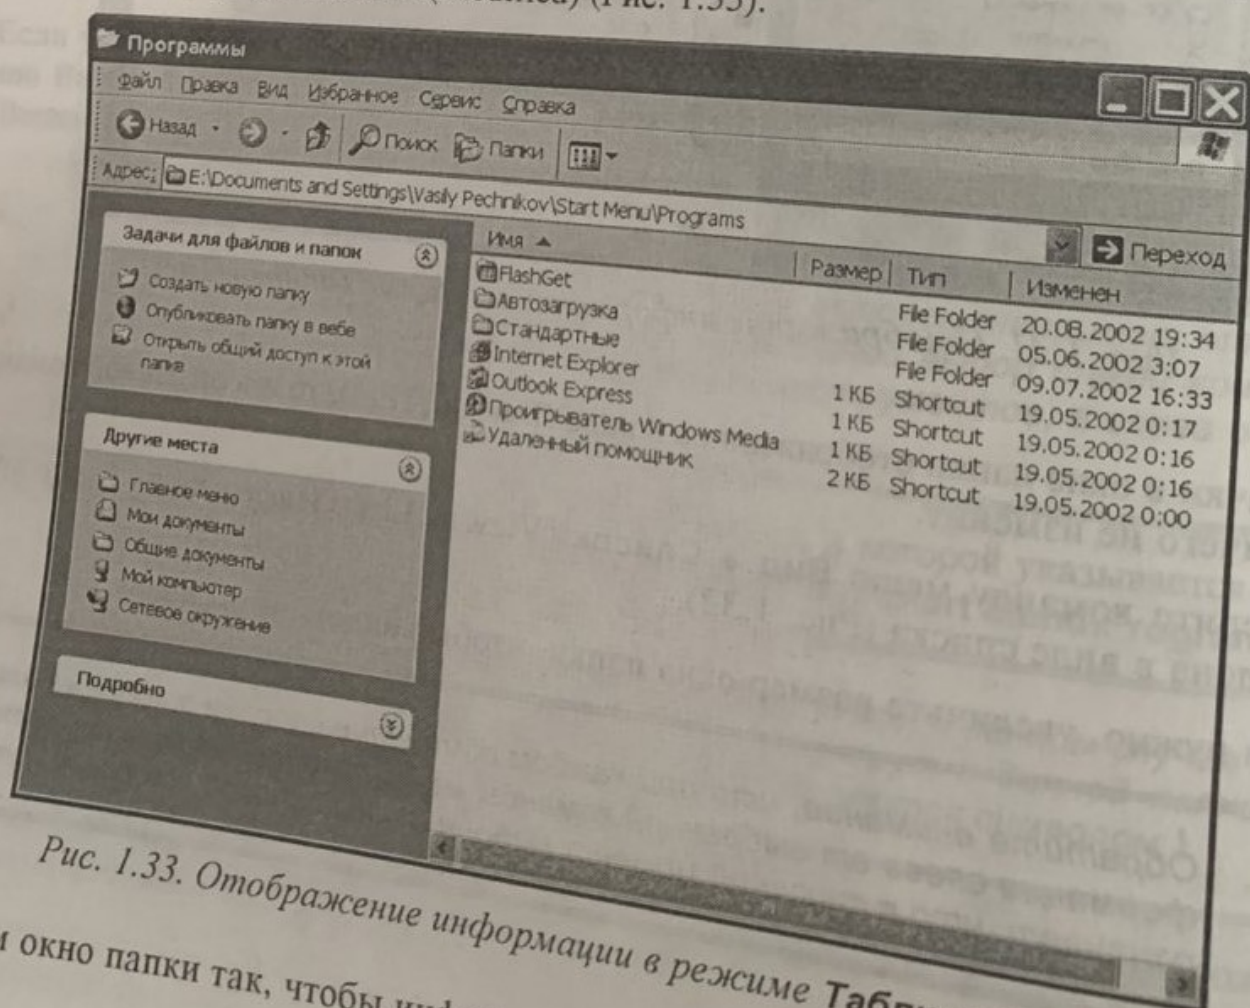 (Рис. 1.33).
Программы
Файл Правка Вид Избранное Сервис Справка
Назад Поиск Папки
Адрес: E:\Documents and Settings\Vasily Pechnikov\Start Menu\Programs Переход
Задачи для файлов и папок
Создать новую папку
Опубликовать папку в вебе
Открыть общий доступ к этой
папке
Другие места
Главное меню
Мои документы
Общие документы
Мой компьютер
Сетевое окружение
Подробно
Имя Размер Тип Изменен
FlashGet File Folder 20.08.2002 19:34
Автозагрузка File Folder 05.06.2002 3:07
Стандартные File Folder 09.07.2002 16:33
Internet Explorer 1 КБ Shortcut 19.05.2002 0:17
Outlook Express 1 КБ Shortcut 19.05.2002 0:16
Проигрыватель Windows Media 1 КБ Shortcut 19.05.2002 0:16
Удаленный помощник 2 КБ Shortcut 19.05.2002 0:00
Рис. 1.33. Отображение информации в режиме
окно папки так, чтобы